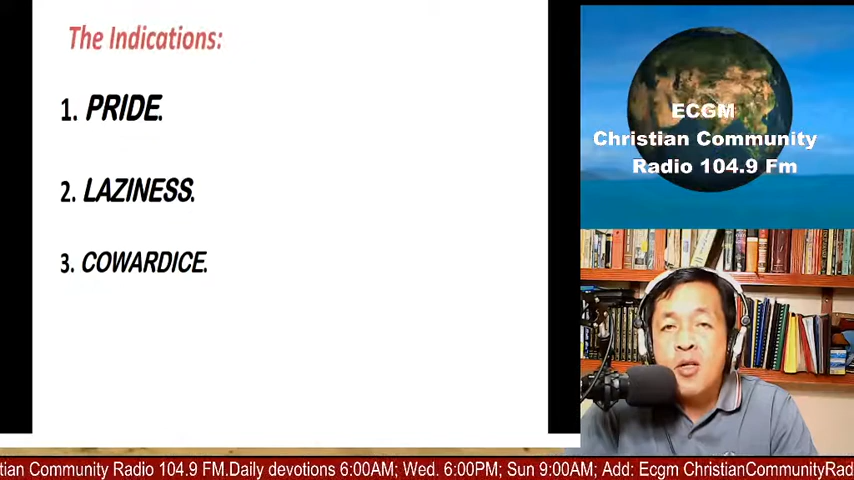 The Indications:
1. PRIDE.
2. LAZINESS.
3. COWARDICE.
ECGM
Christian Community
Radio 104.9 Fm
tian Community Radio 104.9 FM.Daily devotions 6:00AM; Wed. 6:00PM; Sun 9:00AM; Add: Ecgm ChristianCommunityRad